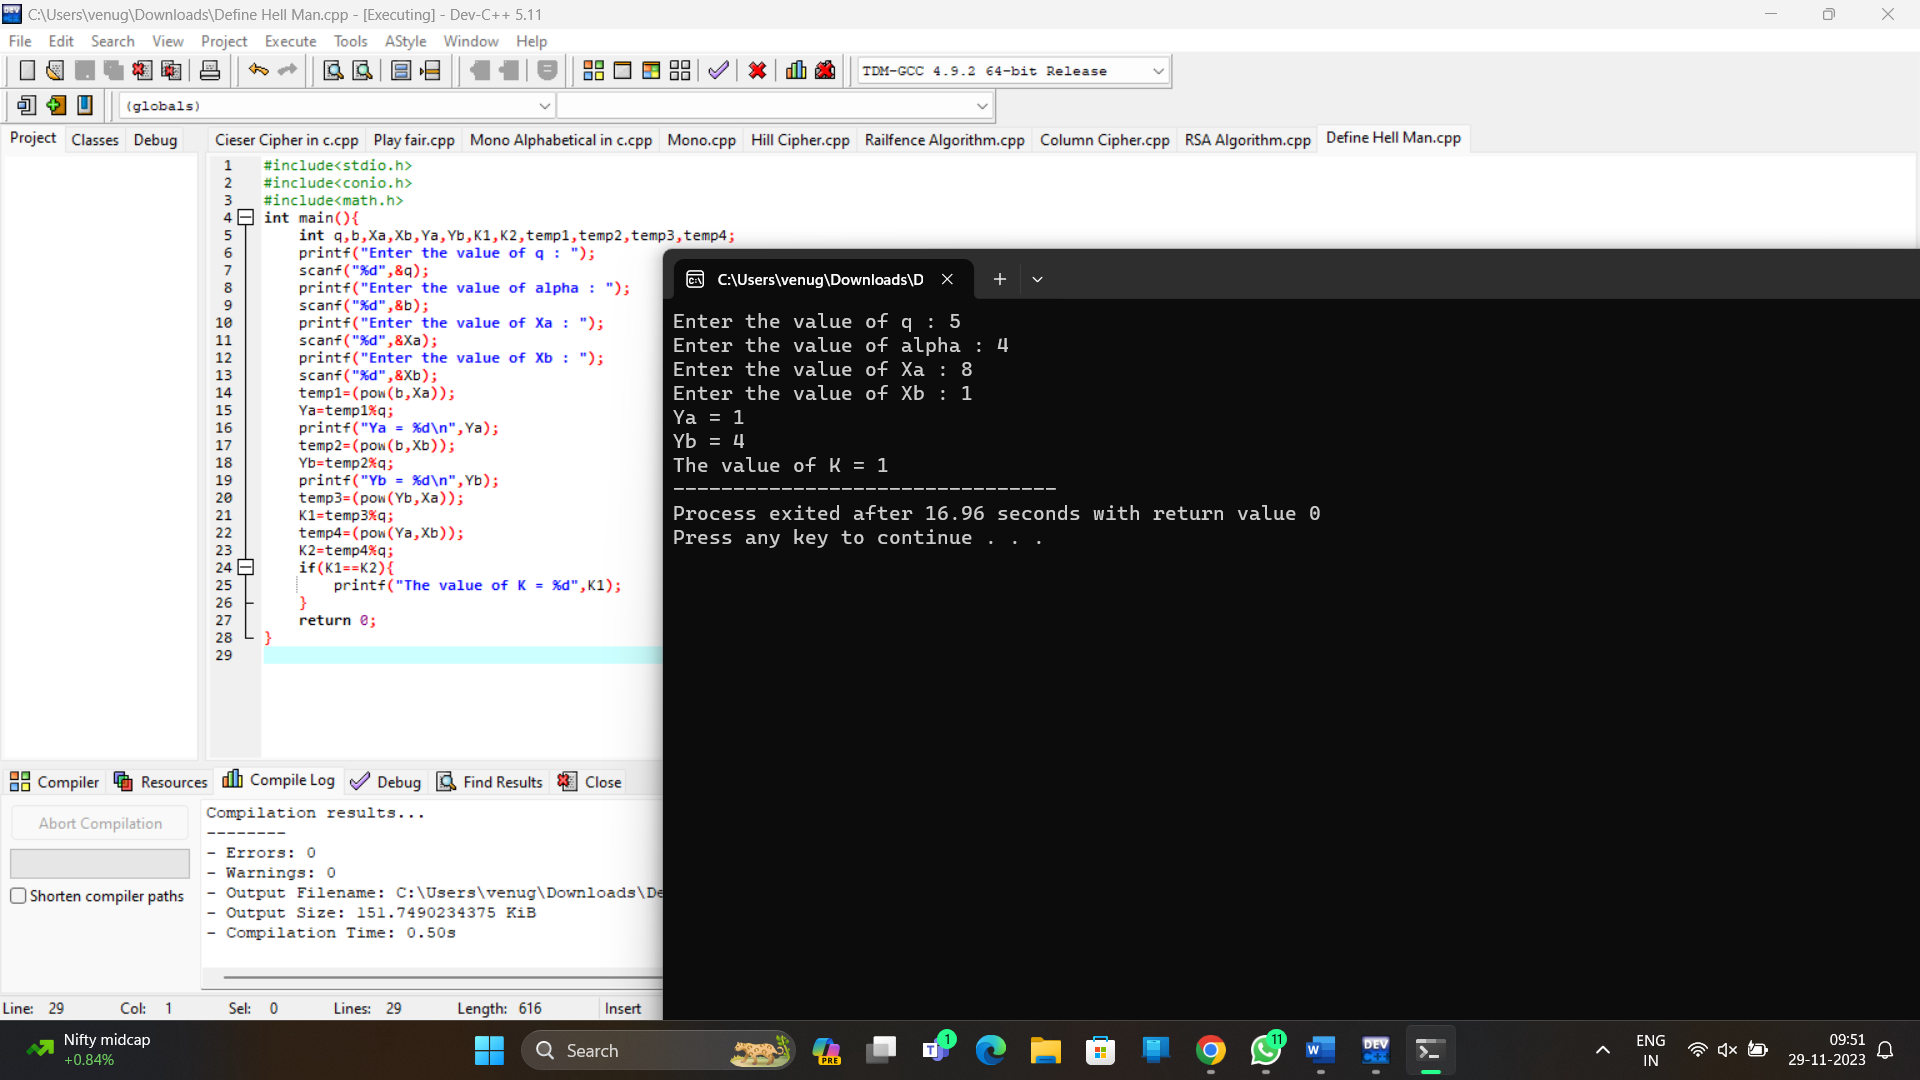 C:\Users\venug\Downloads\Define Hell Man.cpp - [Executing] - Dev-C++ 5.11
File Edit Search View Project Execute Tools AStyle Window Help
TDM-GCC 4.9.2 64-bit Release
(globals)
Project Classes Debug
Cieser Cipher in c.cpp Play fair.cpp Mono Alphabetical in c.cpp Mono.cpp Hill Cipher.cpp Railfence Algorithm.cpp Column Cipher.cpp RSA Algorithm.cpp Define Hell Man.cpp
1 #include<stdio.h>
2 #include<conio.h>
3 #include<math.h>
4 int main(){
5 int q,b,Xa,Xb,Ya,Yb,K1,K2,temp1,temp2,temp3,temp4;
6 printf("Enter the value of q : ");
7 scanf("%d",&q);
8 printf("Enter the value of alpha : ");
9 scanf("%d",&b);
10 printf("Enter the value of Xa : ");
11 scanf("%d",&Xa);
12 printf("Enter the value of Xb : ");
13 scanf("%d",&Xb);
14 temp1=(pow(b,Xa));
15 Ya=temp1%q;
16 printf("Ya = %d\n",Ya);
17 temp2=(pow(b,Xb));
18 Yb=temp2%q;
19 printf("Yb = %d\n",Yb);
20 temp3=(pow(Yb,Xa));
21 K1=temp3%q;
22 temp4=(pow(Ya,Xb));
23 K2=temp4%q;
24 if(K1==K2){
25 printf("The value of K = %d",K1);
26 }
27 return 0;
28 }
29
C:\Users\venug\Downloads\D
Enter the value of q : 5
Enter the value of alpha : 4
Enter the value of Xa : 8
Enter the value of Xb : 1
Ya = 1
Yb = 4
The value of K = 1
--------------------------------
Process exited after 16.96 seconds with return value 0
Press any key to continue . . .
Compiler Resources Compile Log Debug Find Results Close
Abort Compilation
Shorten compiler paths
Compilation results...
--------
- Errors: 0
- Warnings: 0
- Output Filename: C:\Users\venug\Downloads\De
- Output Size: 151.7490234375 KiB
- Compilation Time: 0.50s
Line: 29 Col: 1 Sel: 0 Lines: 29 Length: 616 Insert
Nifty midcap
+0.84%
Search
PRE
1
11
DEV
C++
ENG
IN
09:51
29-11-2023